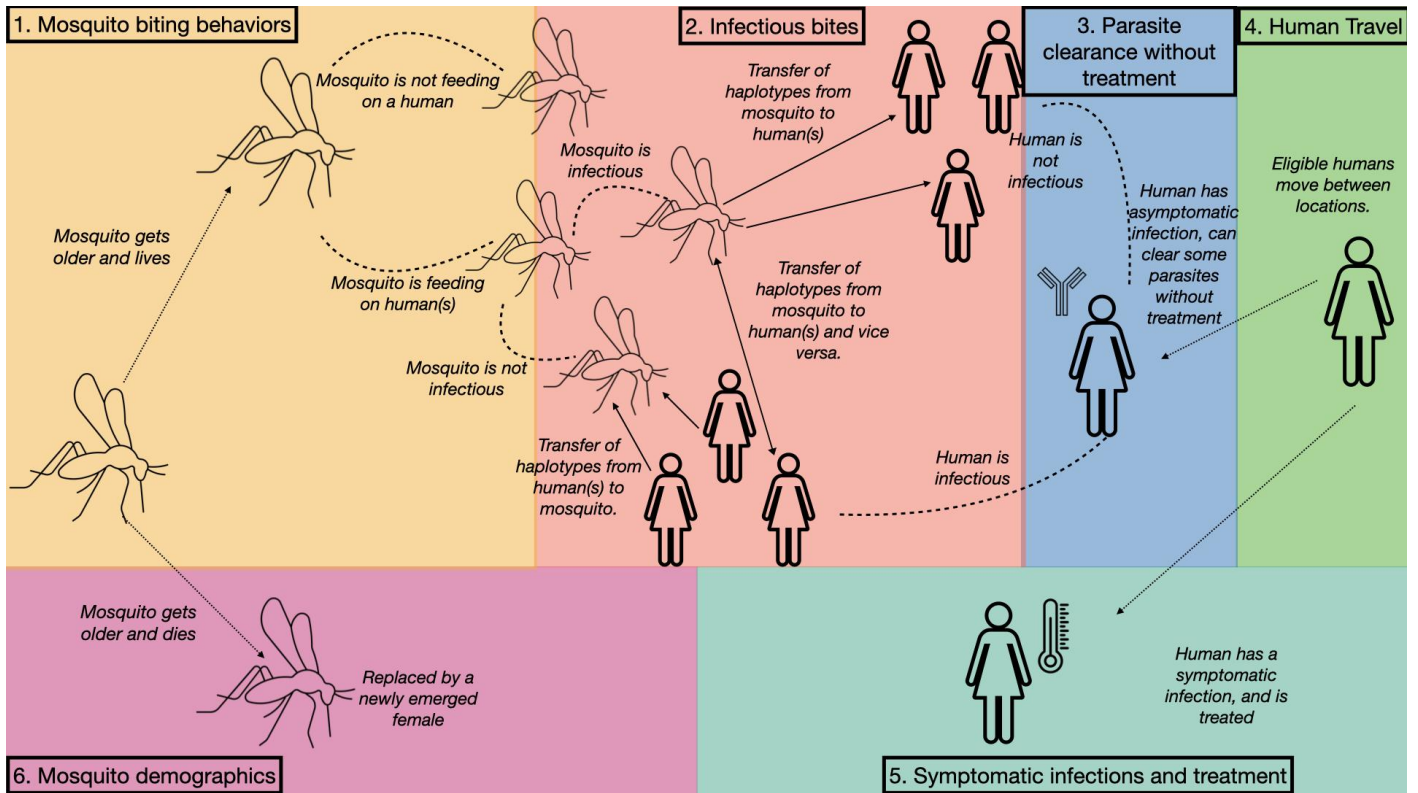 1. Mosquito biting behaviors
Mosquito is not feeding
on a human
Mosquito gets
older and lives
Mosquito is feeding
on human(s)
Mosquito is not
infectious
2. Infectious bites
Transfer of
haplotypes from
mosquito to
human(s)
Mosquito is
infectious
Transfer of
haplotypes from
mosquito to
human(s) and vice
versa.
Transfer of
haplotypes from
human(s) to
mosquito.
Human is
not
infectious
Human is
infectious
3. Parasite
clearance without
treatment
Human has
asymptomatic
infection, can
clear some
parasites
without
treatment
4. Human Travel
Eligible humans
move between
locations.
Mosquito gets
older and dies
Replaced by a
newly emerged
female
6. Mosquito demographics
Human has a
symptomatic
infection, and is
treated
5. Symptomatic infections and treatment